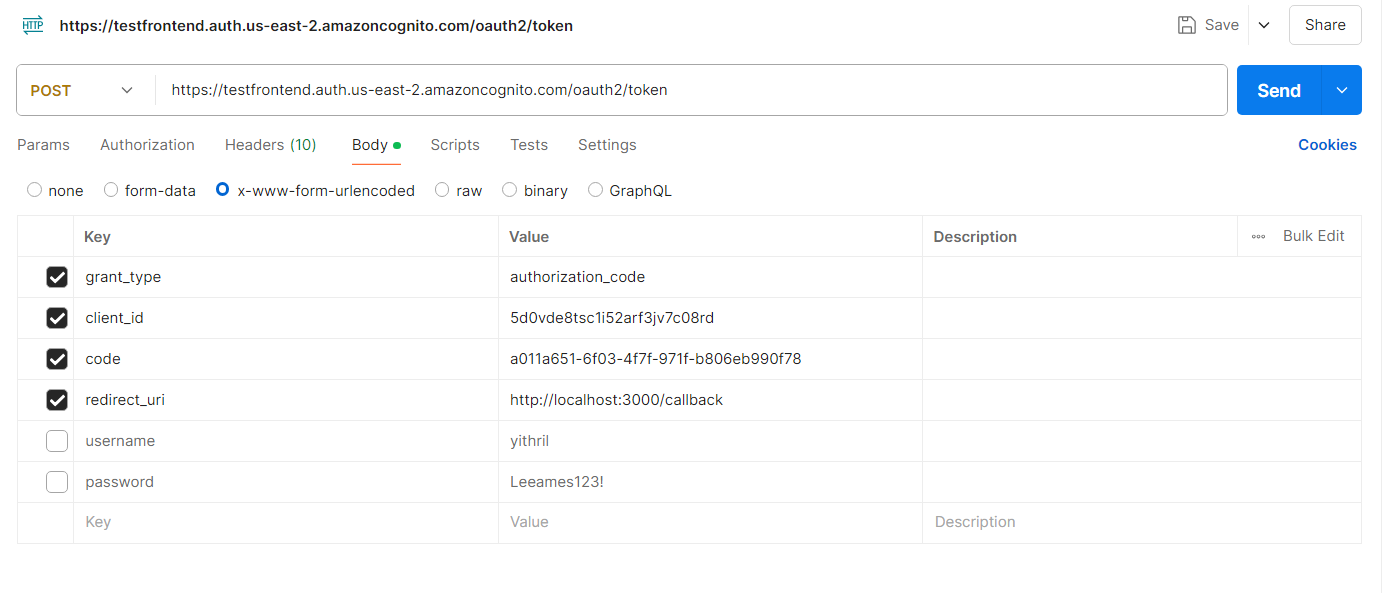 HTTP https://testfrontend.auth.us-east-2.amazoncognito.com/oauth2/token Save Share
POST https://testfrontend.auth.us-east-2.amazoncognito.com/oauth2/token Send
Params Authorization Headers (10) Body Scripts Tests Settings Cookies
none form-data x-www-form-urlencoded raw binary GraphQL
Key Value Description Bulk Edit
grant_type authorization_code
client_id 5d0vde8tsc1i52arf3jv7c08rd
code a011a651-6f03-4f7f-971f-b806eb990f78
redirect_uri http://localhost:3000/callback
username yithril
password Leeames123!
Key Value Description